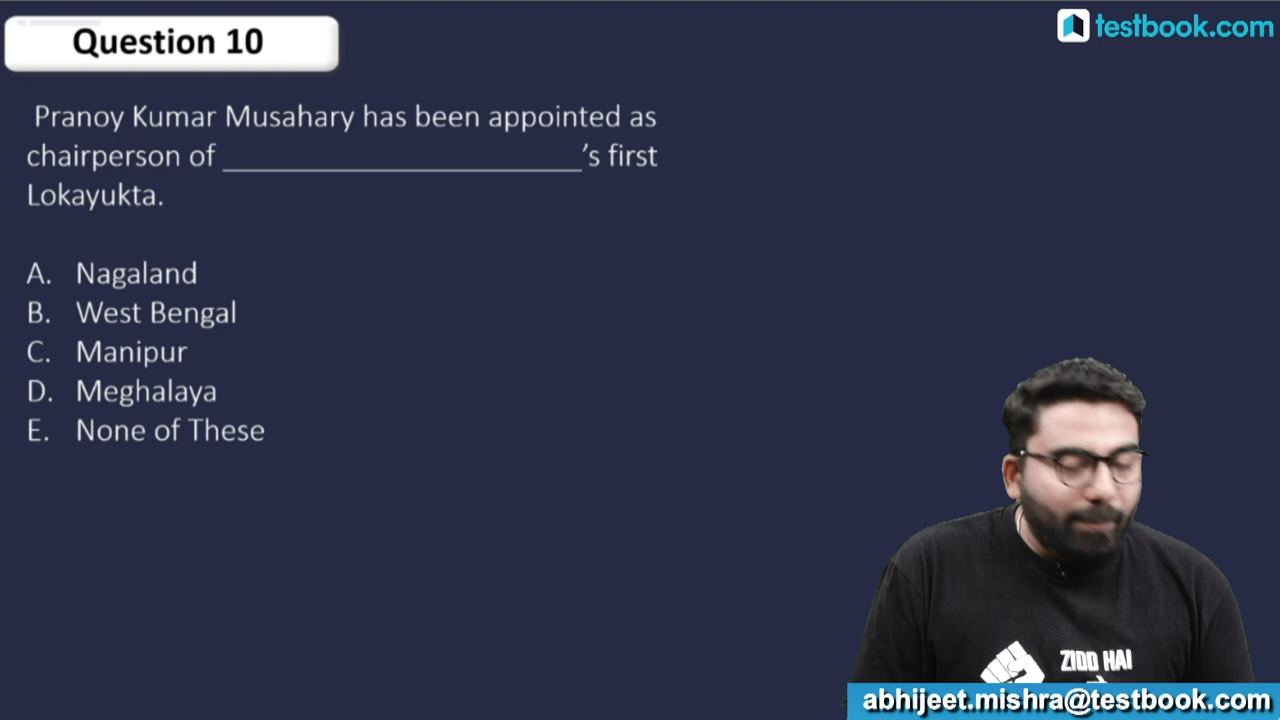 Question 10
testbook.com
Pranoy Kumar Musahary has been appointed as
chairperson of ________________________'s first
Lokayukta.
A. Nagaland
B. West Bengal
C. Manipur
D. Meghalaya
E. None of These
ZIDD HAI
abhijeet.mishra@testbook.com